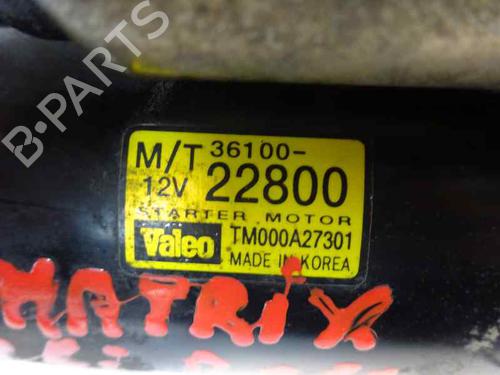 B-PARTS
M/T 36100-
12V 22800
STARTER MOTOR
Valeo TM000A27301
MADE IN KOREA
MATRIX